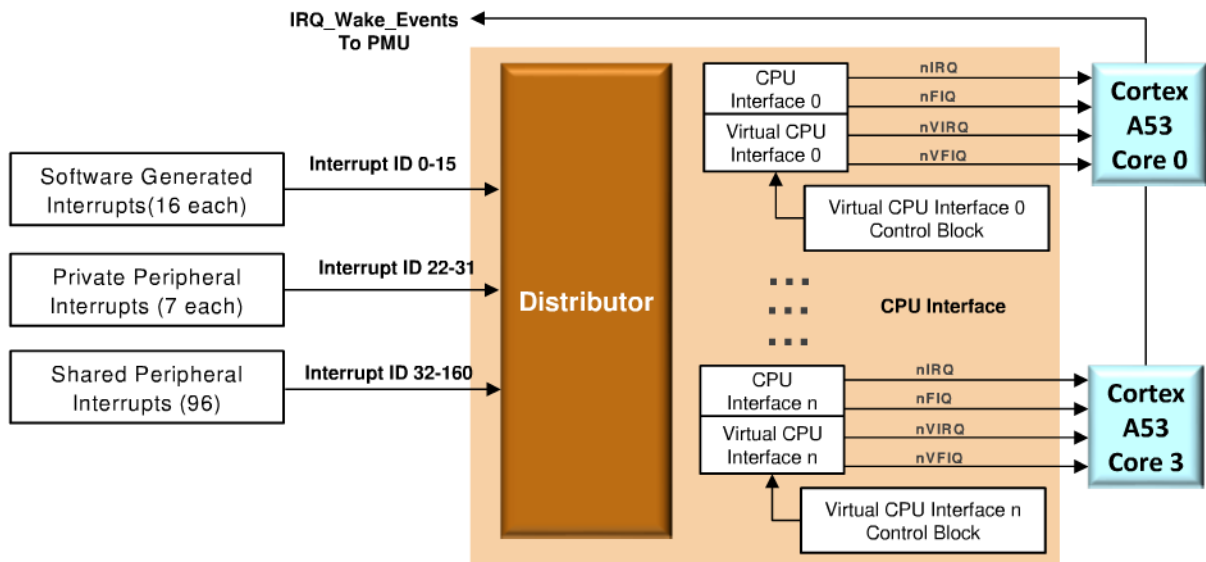 IRQ_Wake_Events
To PMU
Software Generated
Interrupts(16 each)
Interrupt ID 0-15
Private Peripheral
Interrupts (7 each)
Interrupt ID 22-31
Shared Peripheral
Interrupts (96)
Interrupt ID 32-160
Distributor
CPU
Interface 0
Virtual CPU
Interface 0
nIRQ
nFIQ
nVIRQ
nVFIQ
Cortex
A53
Core 0
Virtual CPU Interface 0
Control Block
CPU Interface
CPU
Interface n
Virtual CPU
Interface n
nIRQ
nFIQ
nVIRQ
nVFIQ
Cortex
A53
Core 3
Virtual CPU Interface n
Control Block